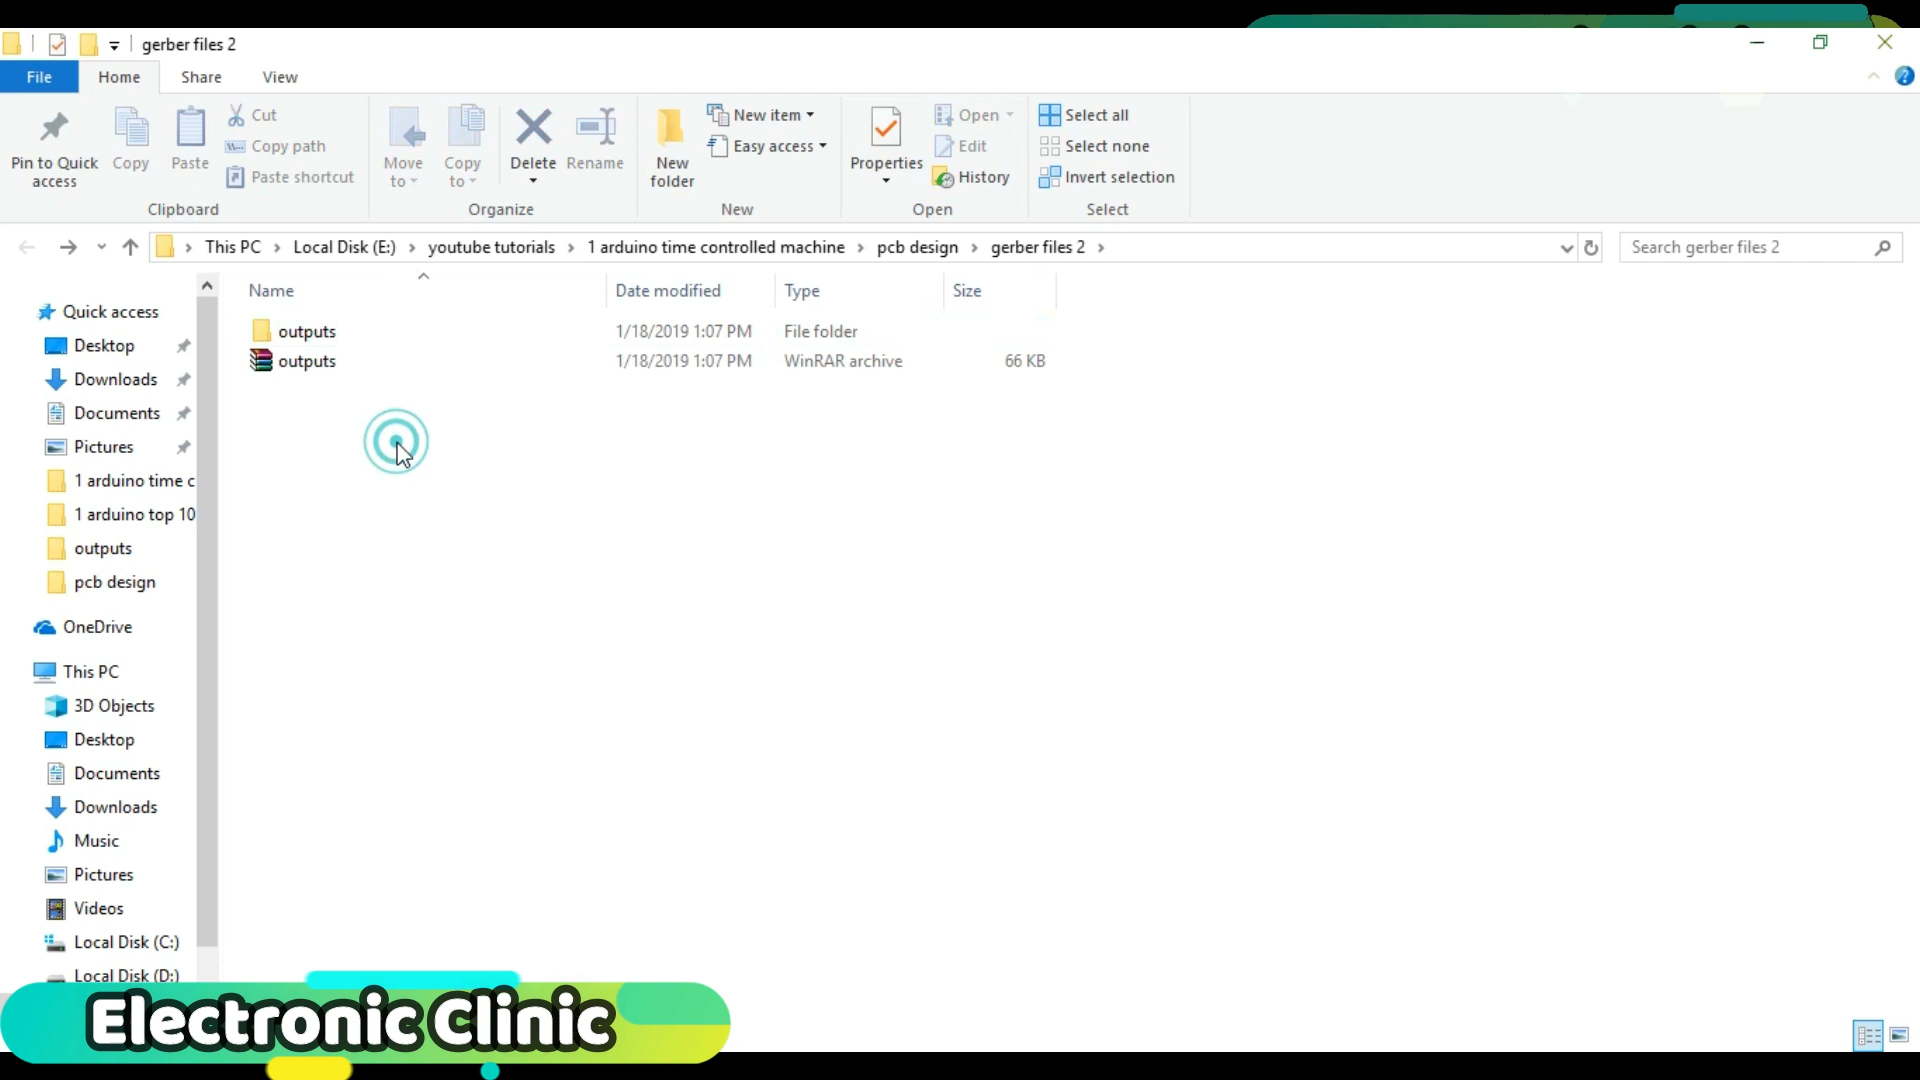 gerber files 2
File Home Share View
Pin to Quick access
Copy
Paste
Cut
Copy path
Paste shortcut
Clipboard
Move to
Copy to
Delete
Rename
Organize
New folder
New item
Easy access
New
Properties
Open
Edit
History
Open
Select all
Select none
Invert selection
Select
This PC > Local Disk (E:) > youtube tutorials > 1 arduino time controlled machine > pcb design > gerber files 2 >
Search gerber files 2
Name Date modified Type Size
outputs 1/18/2019 1:07 PM File folder
outputs 1/18/2019 1:07 PM WinRAR archive 66 KB
Quick access
Desktop
Downloads
Documents
Pictures
1 arduino time c
1 arduino top 10
outputs
pcb design
OneDrive
This PC
3D Objects
Desktop
Documents
Downloads
Music
Pictures
Videos
Local Disk (C:)
Local Disk (D:)
Electronic Clinic